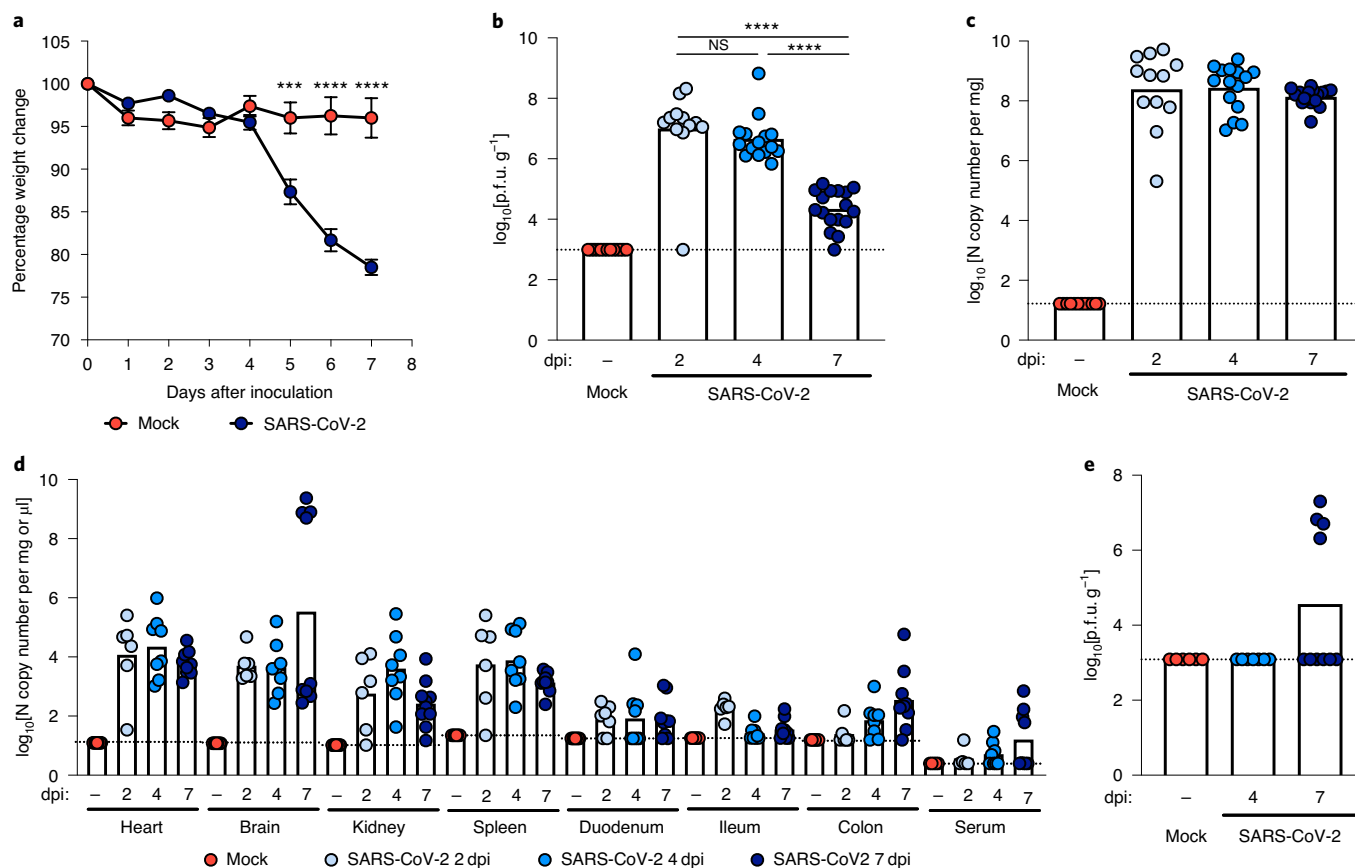 a
Percentage weight change
105
100
95
90
85
80
75
70
*** **** ****
0 1 2 3 4 5 6 7 8
Days after inoculation
Mock SARS-CoV-2
b
log10[p.f.u. g−1]
10
8
6
4
2
****
NS ****
dpi: – 2 4 7
Mock SARS-CoV-2
c
log10 [N copy number per mg]
10
8
6
4
2
0
dpi: – 2 4 7
Mock SARS-CoV-2
d
log10[N copy number per mg or µl]
10
8
6
4
2
0
dpi: – 2 4 7 – 2 4 7 – 2 4 7 – 2 4 7 – 2 4 7 – 2 4 7 – 2 4 7 – 2 4 7
Heart Brain Kidney Spleen Duodenum Ileum Colon Serum
Mock SARS-CoV-2 2 dpi SARS-CoV-2 4 dpi SARS-CoV2 7 dpi
e
log10[p.f.u. g−1]
8
6
4
2
0
dpi: – 4 7
Mock SARS-CoV-2